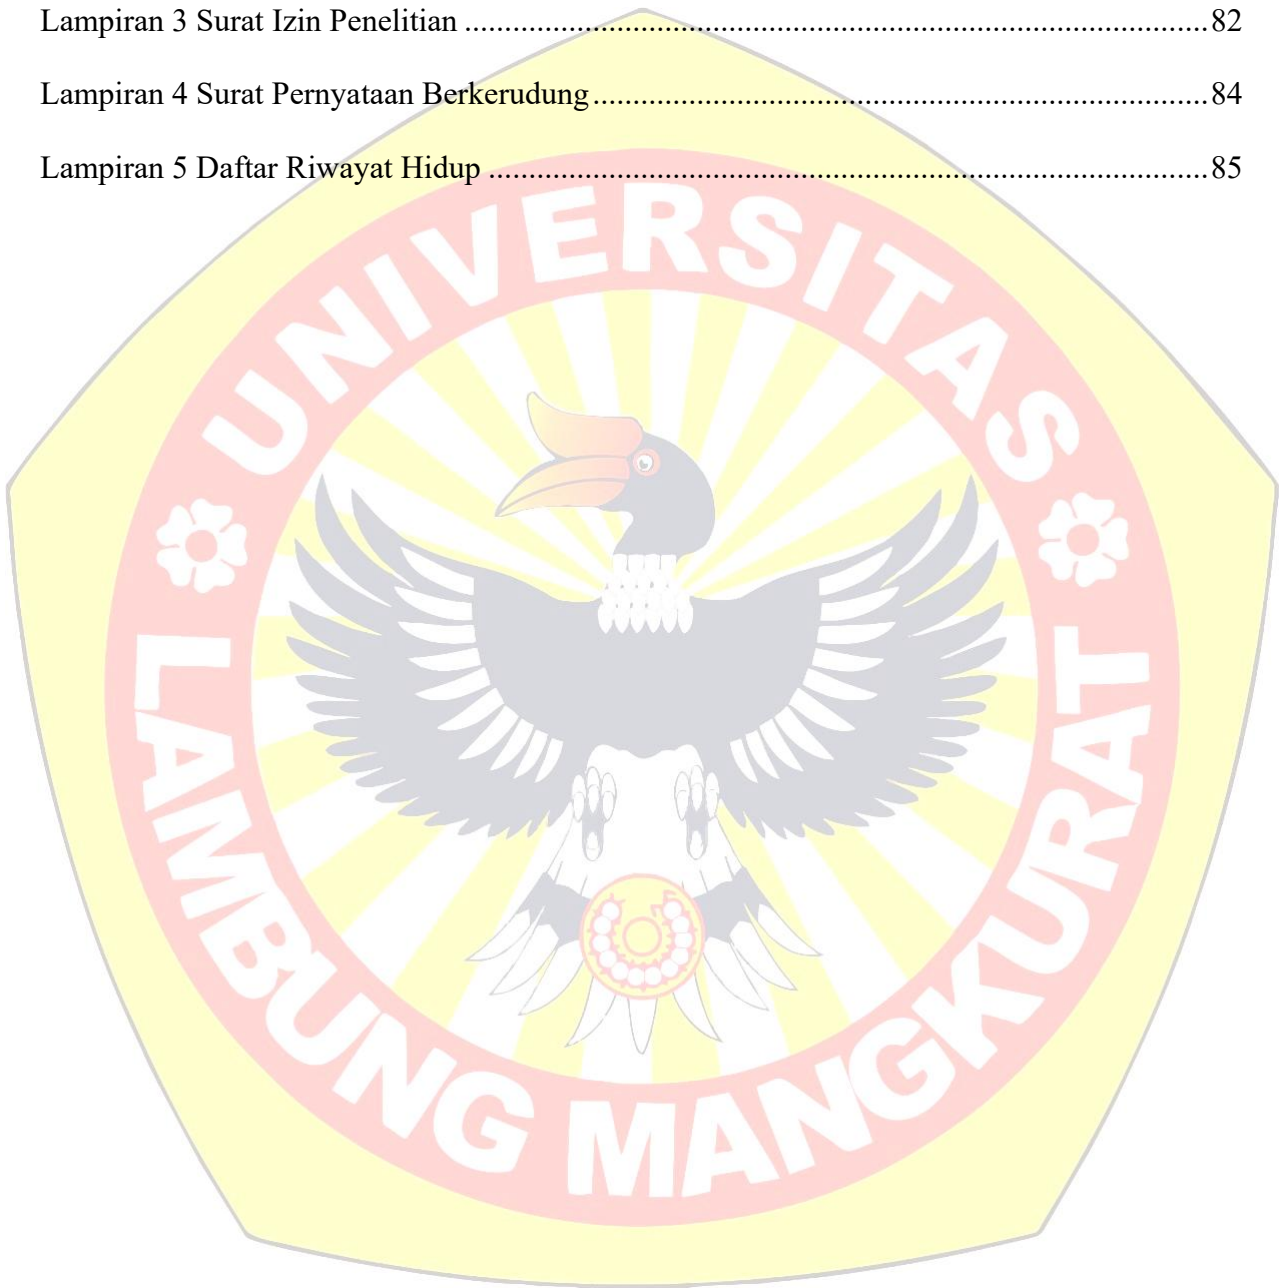 Lampiran 3 Surat Izin Penelitian ............................................................................................ 82
Lampiran 4 Surat Pernyataan Berkerudung ............................................................................ 84
Lampiran 5 Daftar Riwayat Hidup ......................................................................................... 85
UNIVERSITAS
LAMBUNG MANGKURAT